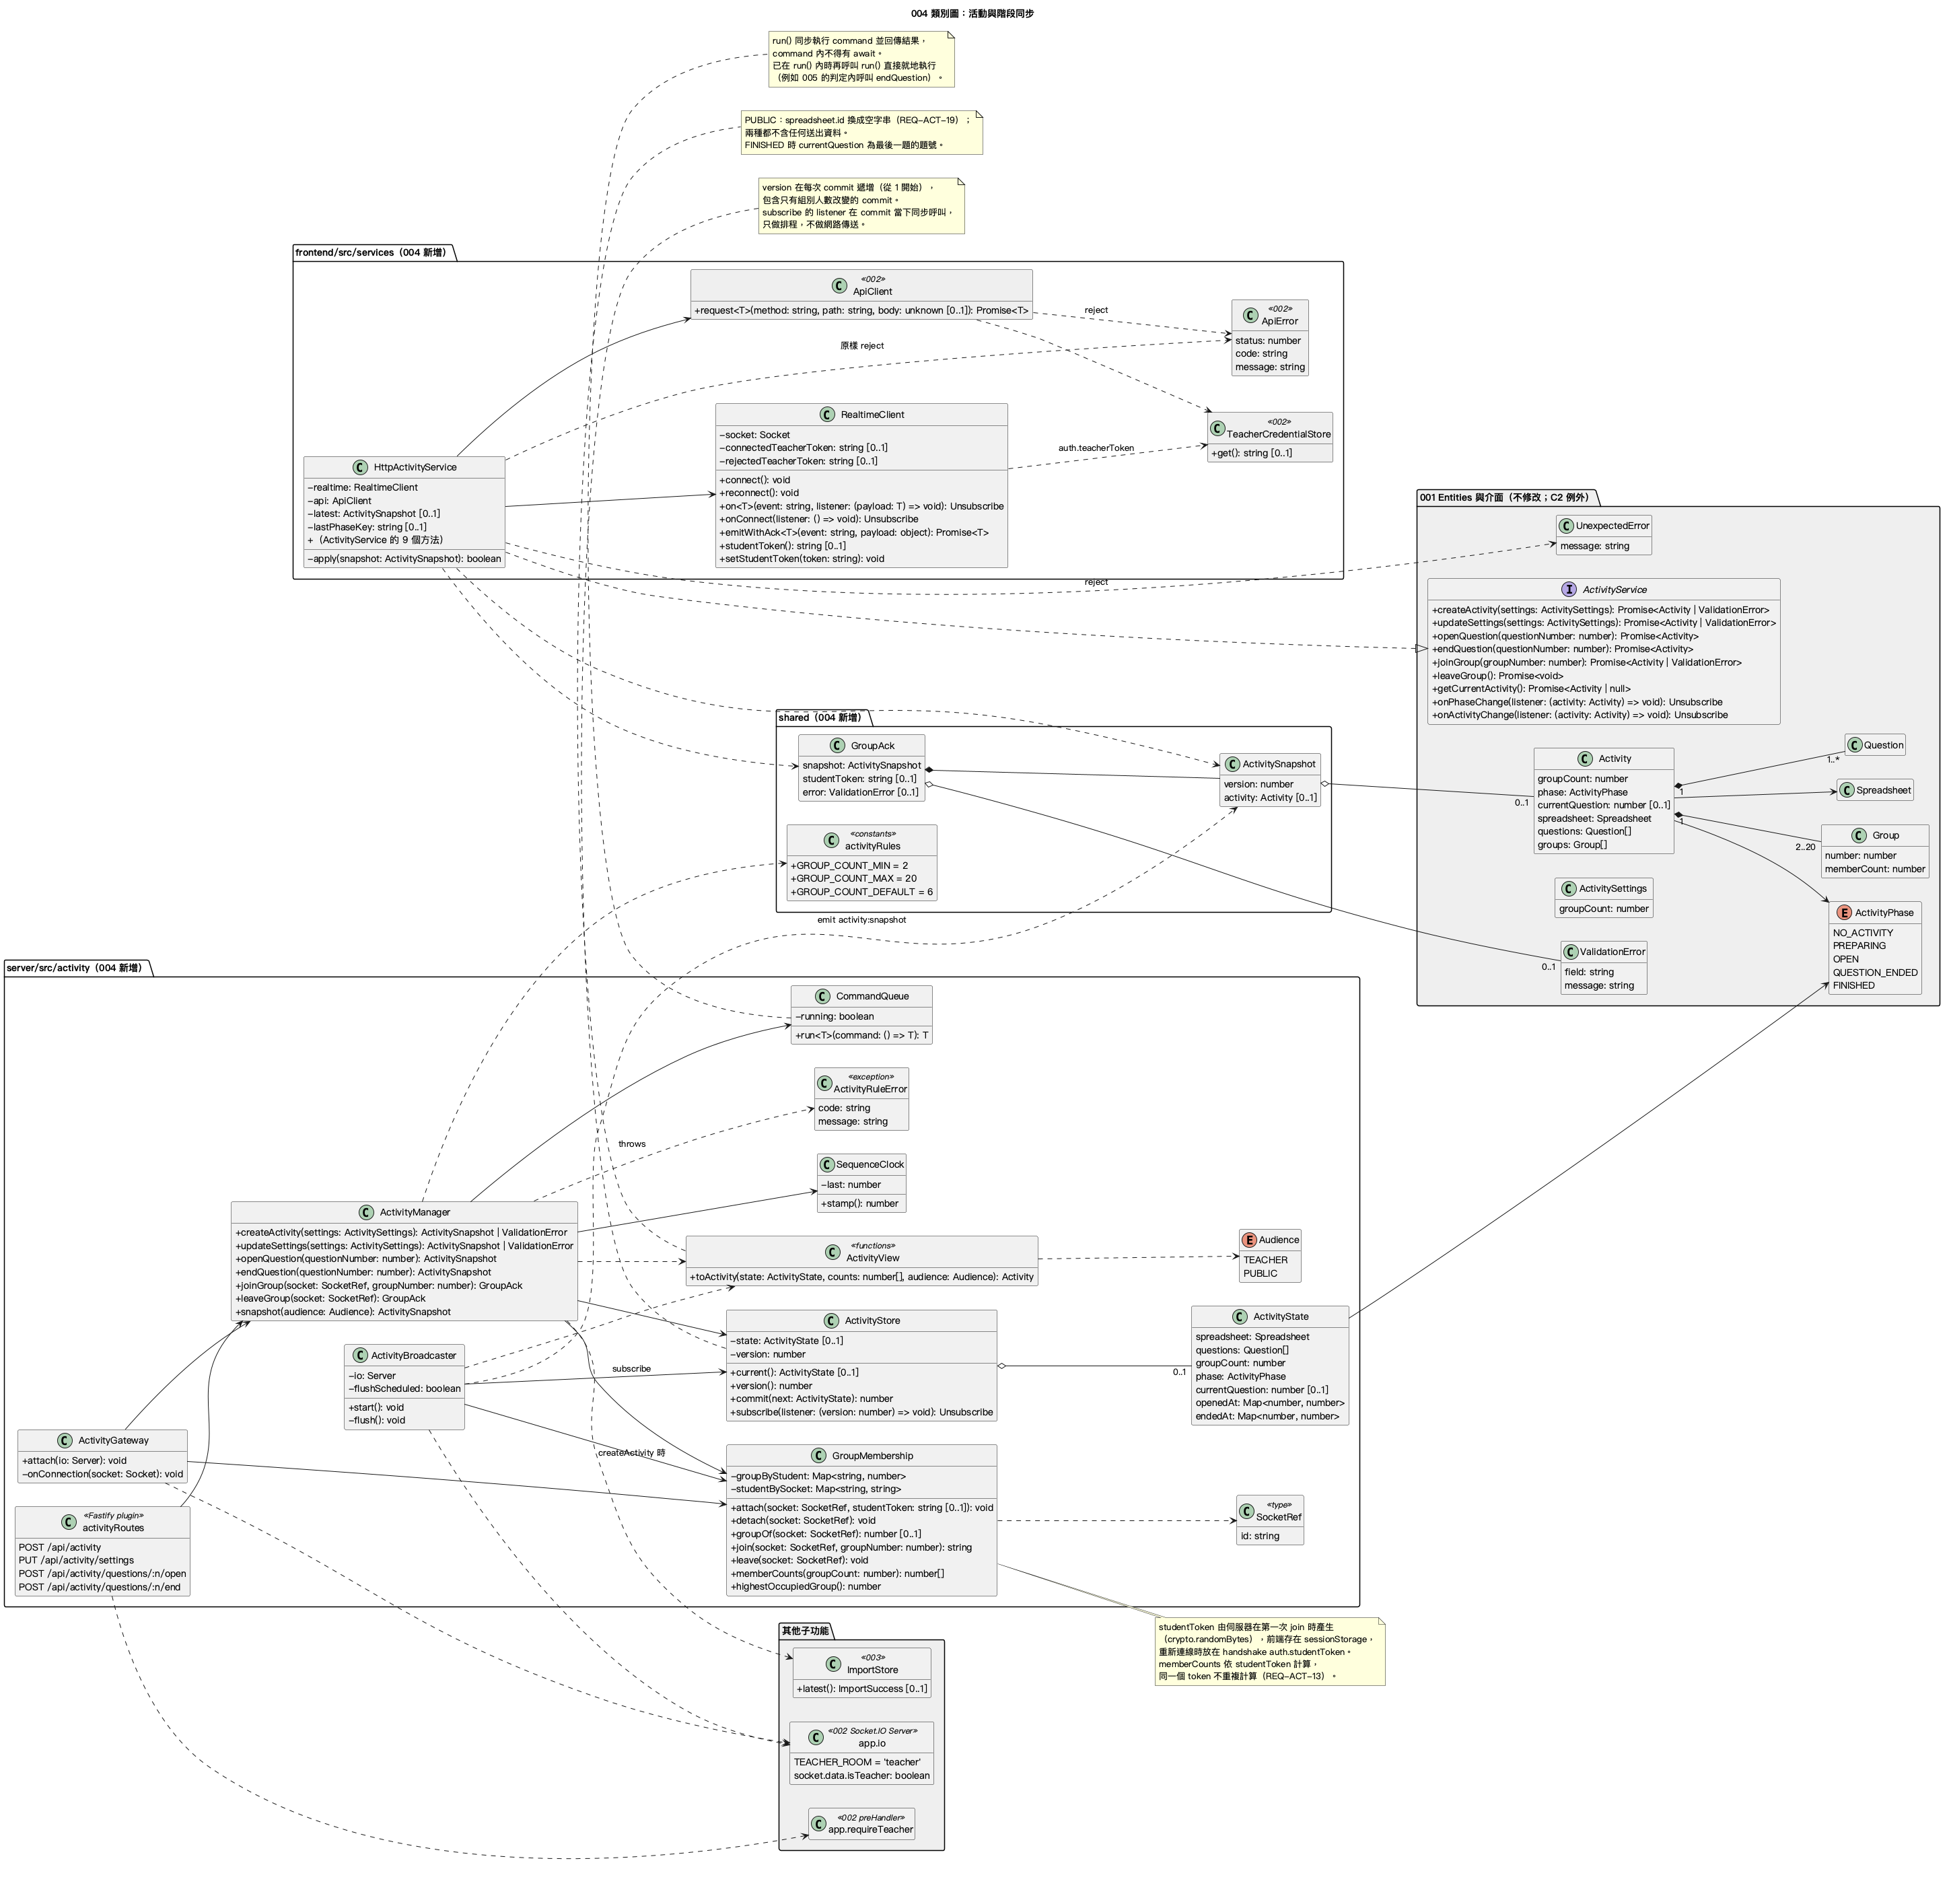 004 類別圖：活動與階段同步
run() 同步執行 command 並回傳結果，
command 內不得有 await。
已在 run() 內時再呼叫 run() 直接就地執行
（例如 005 的判定內呼叫 endQuestion）。
PUBLIC：spreadsheet.id 換成空字串（REQ-ACT-19）；
兩種都不含任何送出資料。
FINISHED 時 currentQuestion 為最後一題的題號。
version 在每次 commit 遞增（從 1 開始），
包含只有組別人數改變的 commit。
subscribe 的 listener 在 commit 當下同步呼叫，
只做排程，不做網路傳送。
frontend/src/services（004 新增）
«002»
ApiClient
+request<T>(method: string, path: string, body: unknown [0..1]): Promise<T>
reject
«002»
ApiError
status: number
code: string
message: string
原樣 reject
RealtimeClient
−socket: Socket
−connectedTeacherToken: string [0..1]
−rejectedTeacherToken: string [0..1]
+connect(): void
+reconnect(): void
+on<T>(event: string, listener: (payload: T) => void): Unsubscribe
+onConnect(listener: () => void): Unsubscribe
+emitWithAck<T>(event: string, payload: object): Promise<T>
+studentToken(): string [0..1]
+setStudentToken(token: string): void
auth.teacherToken
«002»
TeacherCredentialStore
+get(): string [0..1]
HttpActivityService
−realtime: RealtimeClient
−api: ApiClient
−latest: ActivitySnapshot [0..1]
−lastPhaseKey: string [0..1]
+（ActivityService 的 9 個方法）
−apply(snapshot: ActivitySnapshot): boolean
reject
001 Entities 與介面（不修改；C2 例外）
UnexpectedError
message: string
ActivityService
+createActivity(settings: ActivitySettings): Promise<Activity | ValidationError>
+updateSettings(settings: ActivitySettings): Promise<Activity | ValidationError>
+openQuestion(questionNumber: number): Promise<Activity>
+endQuestion(questionNumber: number): Promise<Activity>
+joinGroup(groupNumber: number): Promise<Activity | ValidationError>
+leaveGroup(): Promise<void>
+getCurrentActivity(): Promise<Activity | null>
+onPhaseChange(listener: (activity: Activity) => void): Unsubscribe
+onActivityChange(listener: (activity: Activity) => void): Unsubscribe
Activity
groupCount: number
phase: ActivityPhase
currentQuestion: number [0..1]
spreadsheet: Spreadsheet
questions: Question[]
groups: Group[]
0..1
1
1
Question
1..*
Spreadsheet
Group
number: number
memberCount: number
2..20
ActivitySettings
groupCount: number
ActivityPhase
NO_ACTIVITY
PREPARING
OPEN
QUESTION_ENDED
FINISHED
ValidationError
field: string
message: string
0..1
shared（004 新增）
GroupAck
snapshot: ActivitySnapshot
studentToken: string [0..1]
error: ValidationError [0..1]
ActivitySnapshot
version: number
activity: Activity [0..1]
«constants»
activityRules
+GROUP_COUNT_MIN = 2
+GROUP_COUNT_MAX = 20
+GROUP_COUNT_DEFAULT = 6
emit activity:snapshot
server/src/activity（004 新增）
CommandQueue
−running: boolean
+run<T>(command: () => T): T
«exception»
ActivityRuleError
code: string
message: string
throws
SequenceClock
−last: number
+stamp(): number
ActivityManager
+createActivity(settings: ActivitySettings): ActivitySnapshot | ValidationError
+updateSettings(settings: ActivitySettings): ActivitySnapshot | ValidationError
+openQuestion(questionNumber: number): ActivitySnapshot
+endQuestion(questionNumber: number): ActivitySnapshot
+joinGroup(socket: SocketRef, groupNumber: number): GroupAck
+leaveGroup(socket: SocketRef): GroupAck
+snapshot(audience: Audience): ActivitySnapshot
«functions»
ActivityView
+toActivity(state: ActivityState, counts: number[], audience: Audience): Activity
Audience
TEACHER
PUBLIC
ActivityStore
−state: ActivityState [0..1]
−version: number
+current(): ActivityState [0..1]
+version(): number
+commit(next: ActivityState): number
+subscribe(listener: (version: number) => void): Unsubscribe
0..1
ActivityState
spreadsheet: Spreadsheet
questions: Question[]
groupCount: number
phase: ActivityPhase
currentQuestion: number [0..1]
openedAt: Map<number, number>
endedAt: Map<number, number>
ActivityBroadcaster
−io: Server
−flushScheduled: boolean
+start(): void
−flush(): void
subscribe
createActivity 時
ActivityGateway
+attach(io: Server): void
−onConnection(socket: Socket): void
GroupMembership
−groupByStudent: Map<string, number>
−studentBySocket: Map<string, string>
+attach(socket: SocketRef, studentToken: string [0..1]): void
+detach(socket: SocketRef): void
+groupOf(socket: SocketRef): number [0..1]
+join(socket: SocketRef, groupNumber: number): string
+leave(socket: SocketRef): void
+memberCounts(groupCount: number): number[]
+highestOccupiedGroup(): number
«type»
SocketRef
id: string
«Fastify plugin»
activityRoutes
POST /api/activity
PUT /api/activity/settings
POST /api/activity/questions/:n/open
POST /api/activity/questions/:n/end
studentToken 由伺服器在第一次 join 時產生
（crypto.randomBytes），前端存在 sessionStorage，
重新連線時放在 handshake auth.studentToken。
memberCounts 依 studentToken 計算，
同一個 token 不重複計算（REQ-ACT-13）。
其他子功能
«003»
ImportStore
+latest(): ImportSuccess [0..1]
«002 Socket.IO Server»
app.io
TEACHER_ROOM = 'teacher'
socket.data.isTeacher: boolean
«002 preHandler»
app.requireTeacher